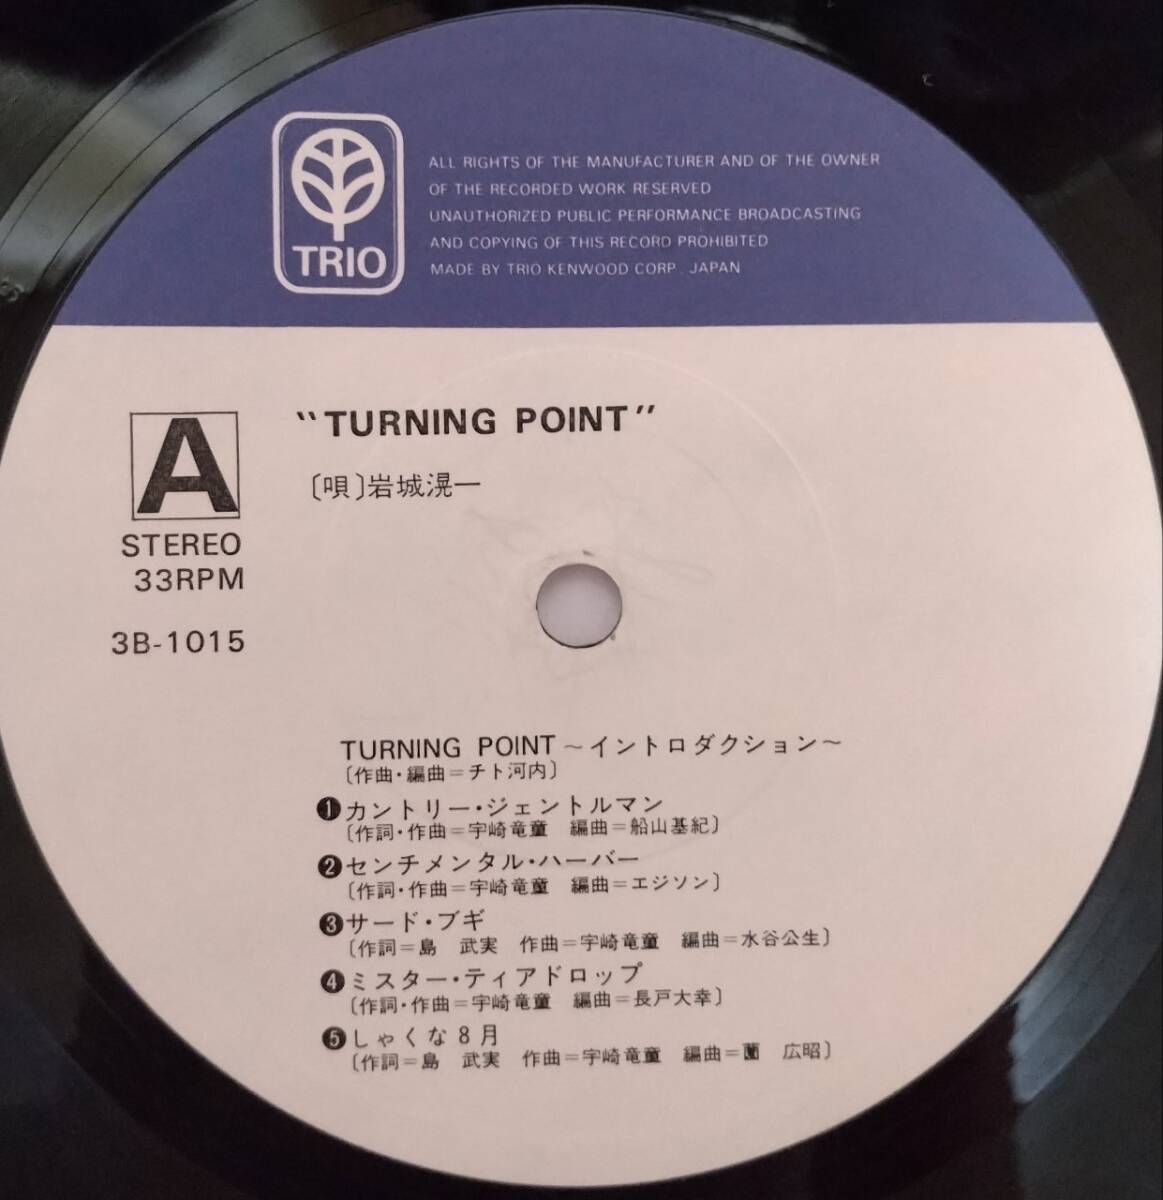 TRIO
ALL RIGHTS OF THE MANUFACTURER AND OF THE OWNER
OF THE RECORDED WORK RESERVED
UNAUTHORIZED PUBLIC PERFORMANCE BROADCASTING
AND COPYING OF THIS RECORD PROHIBITED
MADE BY TRIO KENWOOD CORP. JAPAN
"TURNING POINT"
〔唄〕岩城滉一
A
STEREO
33RPM
3B-1015
TURNING POINT～イントロダクション～
〔作曲・編曲＝チト河内〕
❶カントリー・ジェントルマン
〔作詞・作曲＝宇崎竜童　編曲＝船山基紀〕
❷センチメンタル・ハーバー
〔作詞・作曲＝宇崎竜童　編曲＝エジソン〕
❸サード・ブギ
〔作詞＝島　武実　作曲＝宇崎竜童　編曲＝水谷公生〕
❹ミスター・ティアドロップ
〔作詞・作曲＝宇崎竜童　編曲＝長戸大幸〕
❺しゃくな８月
〔作詞＝島　武実　作曲＝宇崎竜童　編曲＝蘭　広昭〕